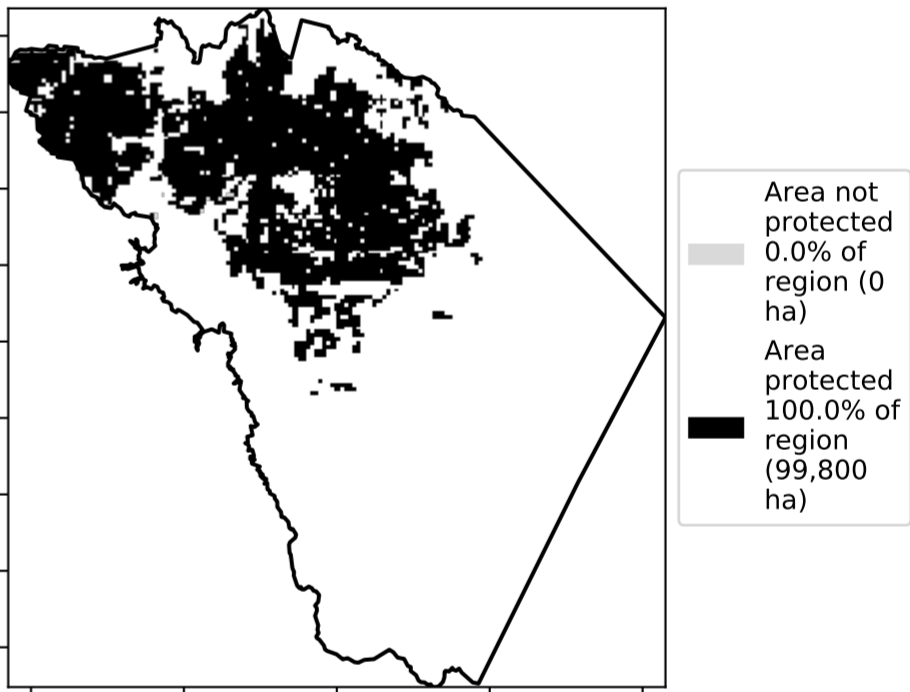 Area not
protected
0.0% of
region (0
ha)
Area
protected
100.0% of
region
(99,800
ha)